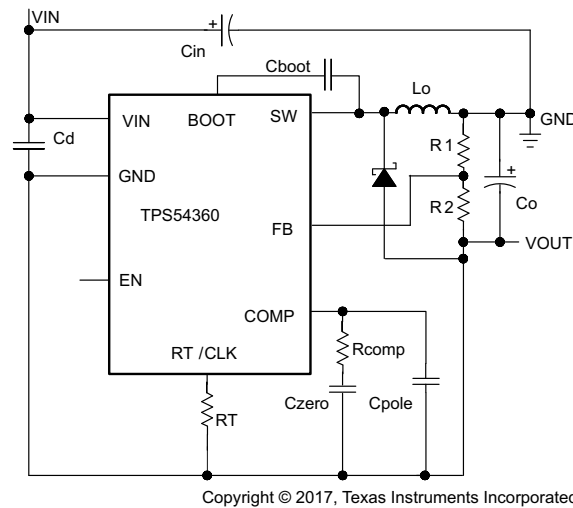 VIN
Cin
+
Cboot
Lo
GND
VIN
BOOT
SW
Cd
R1
GND
+
TPS54360
R2
Co
FB
VOUT
EN
COMP
Rcomp
RT /CLK
Czero
Cpole
RT
Copyright © 2017, Texas Instruments Incorporated